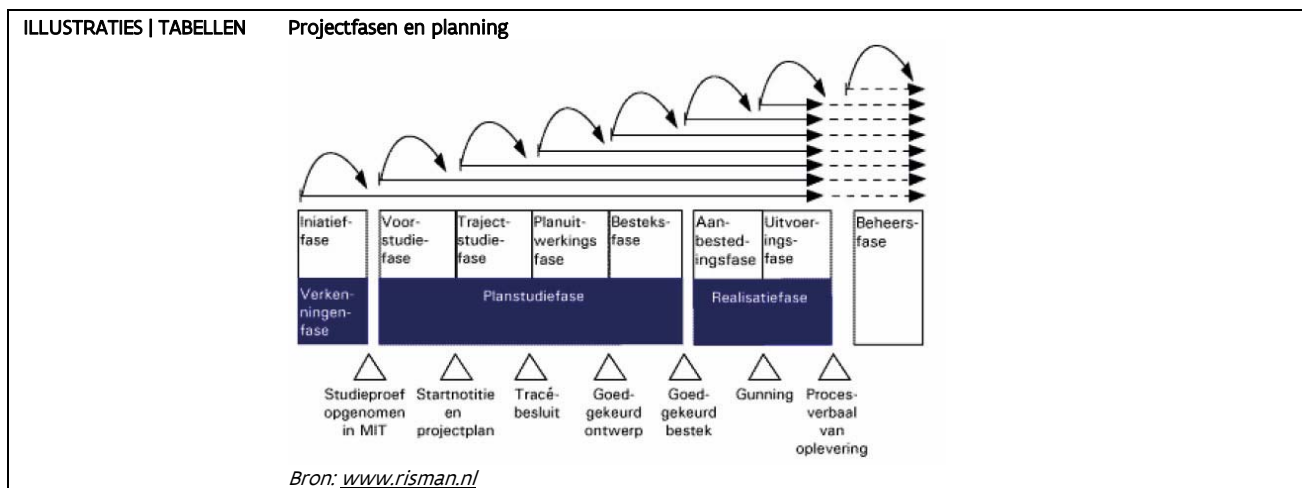 ILLUSTRATIES | TABELLEN
Projectfasen en planning
Iniatief-
fase
Voor-
studie-
fase
Traject-
studie-
fase
Planuit-
werkings
fase
Besteks-
fase
Aan-
bested-
ingsfase
Uitvoer-
ings-
fase
Beheers-
fase
Verken-
ningen-
fase
Planstudiefase
Realisatiefase
Studieproef
opgenomen
in MIT
Startnotitie
en
projectplan
Tracé-
besluit
Goed-
gekeurd
ontwerp
Goed-
gekeurd
bestek
Gunning
Proces-
verbaal
van
oplevering
Bron: www.risman.nl